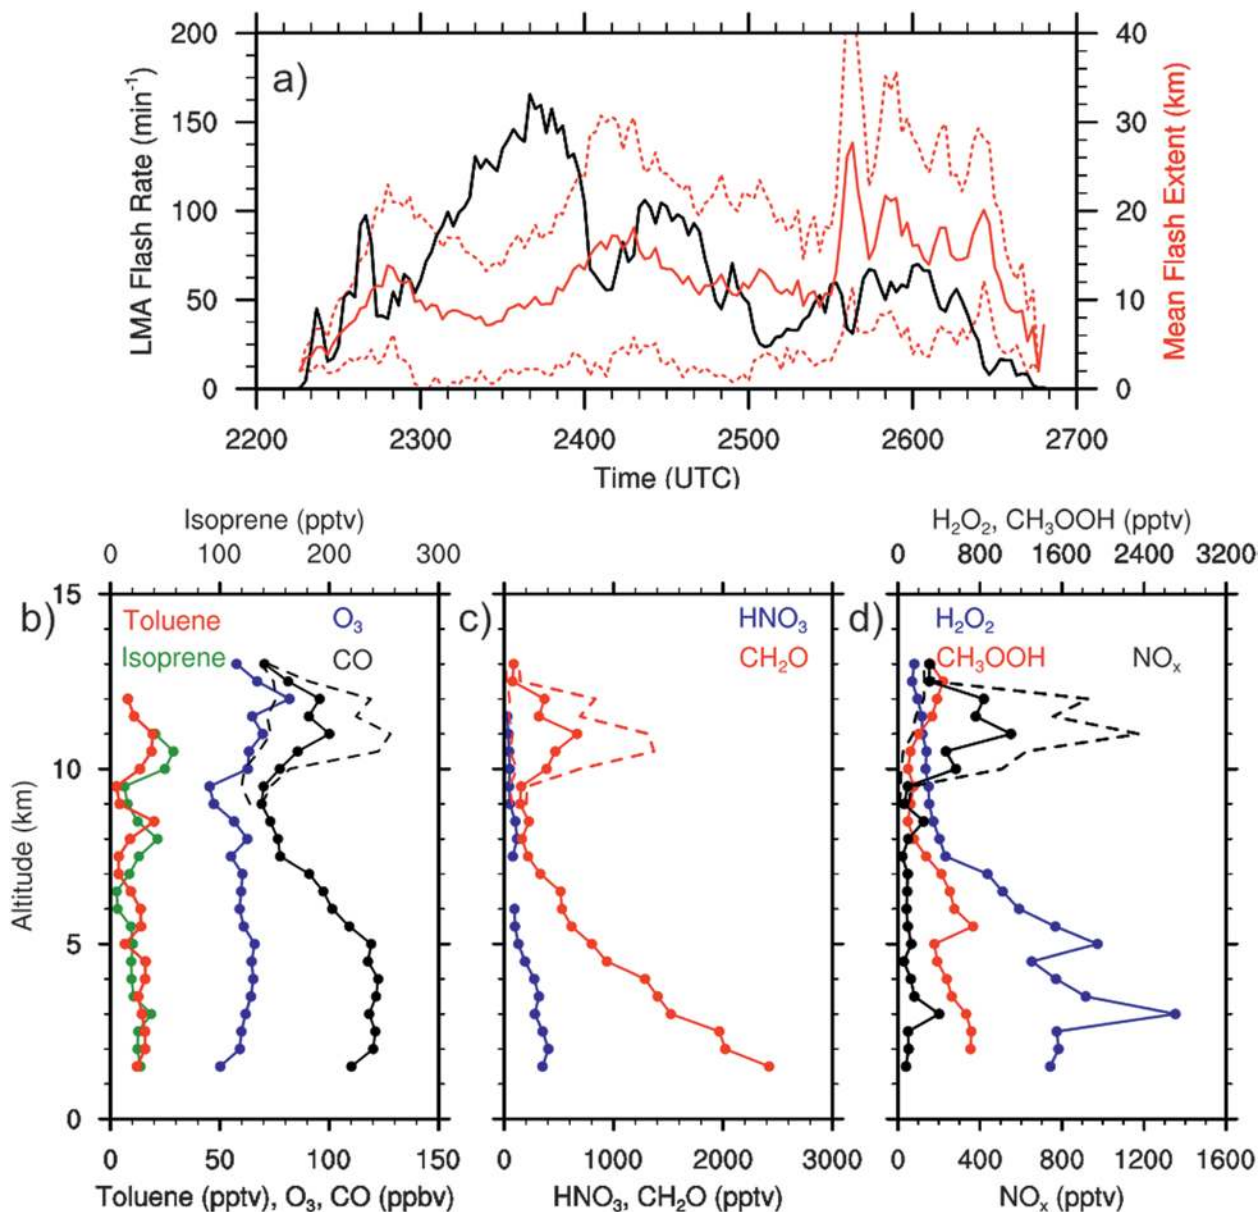 a)
200
150
100
50
0
LMA Flash Rate (min⁻¹)
40
30
20
10
0
Mean Flash Extent (km)
2200 2300 2400 2500 2600 2700
Time (UTC)
Isoprene (pptv)
0 100 200 300
H₂O₂, CH₃OOH (pptv)
0 800 1600 2400 3200
b)
Toluene O₃
Isoprene CO
c)
HNO₃
CH₂O
d)
H₂O₂
CH₃OOH NOₓ
15
10
5
0
Altitude (km)
0 50 100 150
Toluene (pptv), O₃, CO (ppbv)
0 1000 2000 3000
HNO₃, CH₂O (pptv)
0 400 800 1200 1600
NOₓ (pptv)